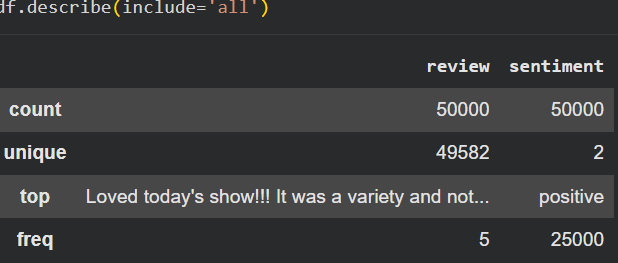 df.describe(include='all')
review sentiment
count 50000 50000
unique 49582 2
top Loved today's show!!! It was a variety and not... positive
freq 5 25000